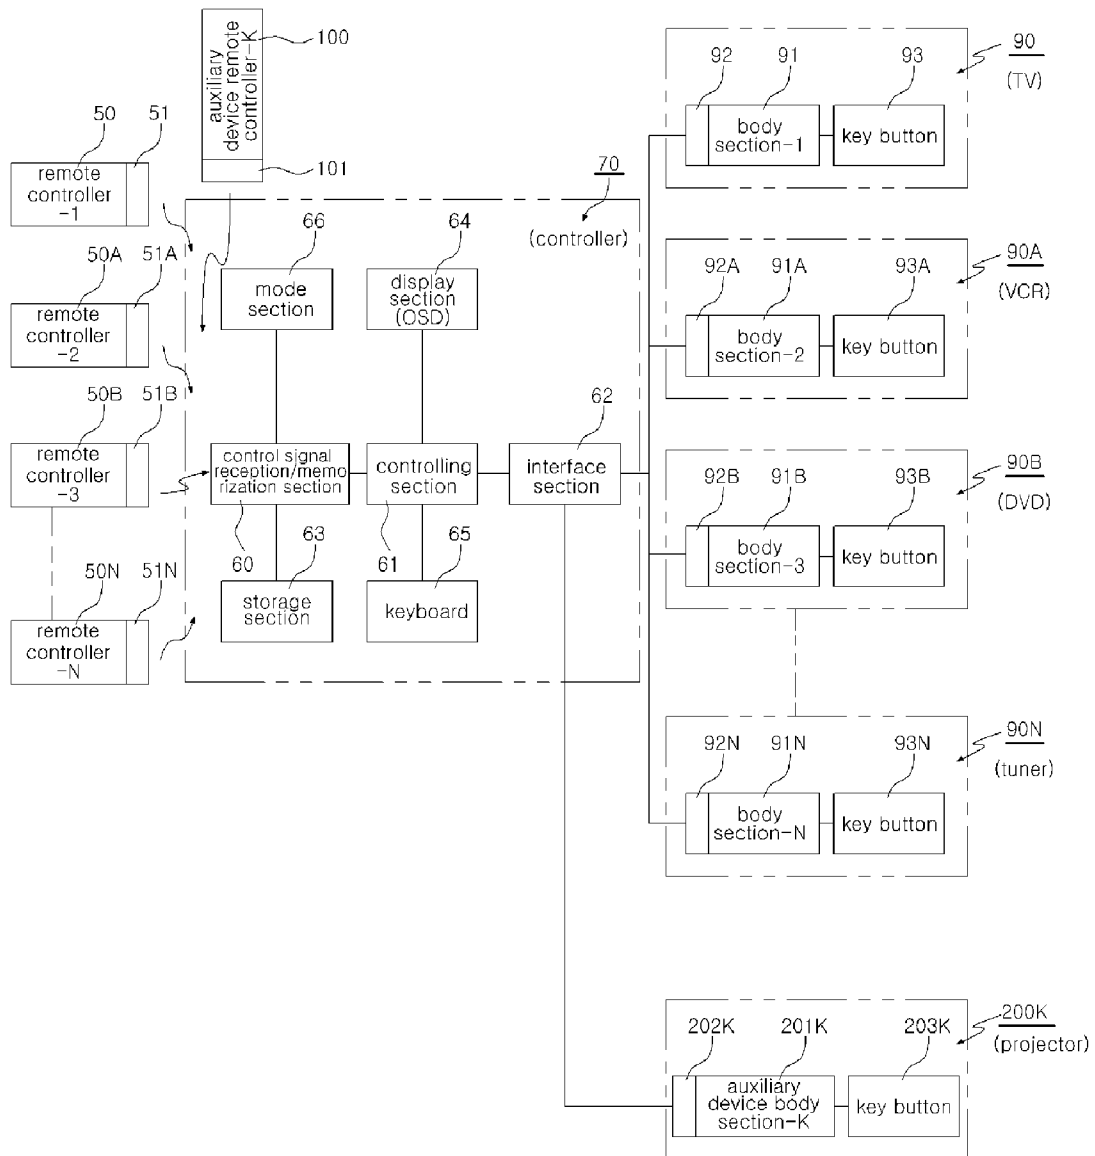 100
auxiliary
device remote
controller-K
101
50
51
remote
controller
-1
50A
51A
remote
controller
-2
50B
51B
remote
controller
-3
50N
51N
remote
controller
-N
70
(controller)
66
mode
section
64
display
section
(OSD)
62
control signal
reception/memo
rization section
controlling
section
interface
section
60
63
61
65
storage
section
keyboard
90
(TV)
92
91
93
body
section-1
key button
90A
(VCR)
92A
91A
93A
body
section-2
key button
90B
(DVD)
92B
91B
93B
body
section-3
key button
90N
(tuner)
92N
91N
93N
body
section-N
key button
200K
(projector)
202K
201K
203K
auxiliary
device body
section-K
key button